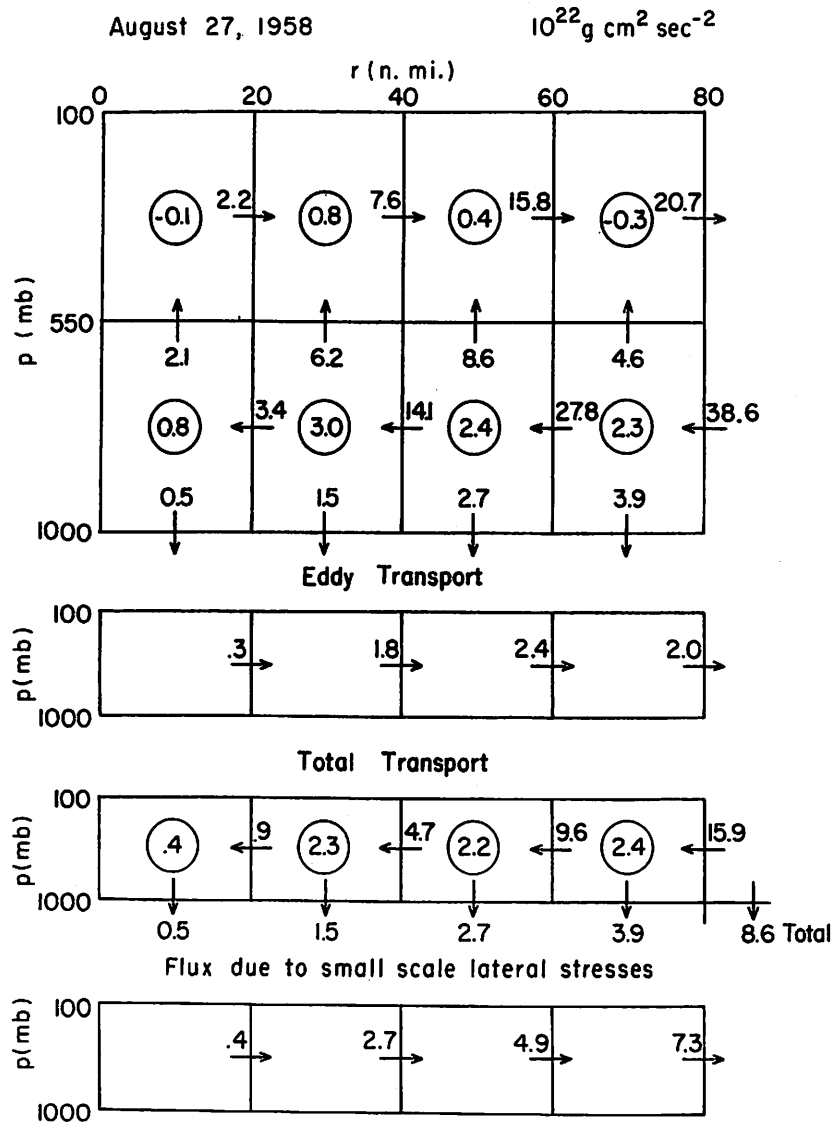 August 27, 1958 10²²g cm² sec⁻²
r (n. mi.)
0 20 40 60 80
100
-0.1 2.2 0.8 7.6 0.4 15.8 -0.3 20.7
p (mb)
550
2.1 6.2 8.6 4.6
0.8 3.4 3.0 14.1 2.4 27.8 2.3 38.6
0.5 1.5 2.7 3.9
1000
Eddy Transport
100
p(mb)
.3 1.8 2.4 2.0
1000
Total Transport
100
p(mb)
.4 .9 2.3 4.7 2.2 9.6 2.4 15.9
1000
0.5 1.5 2.7 3.9 8.6 Total
Flux due to small scale lateral stresses
100
p(mb)
.4 2.7 4.9 7.3
1000